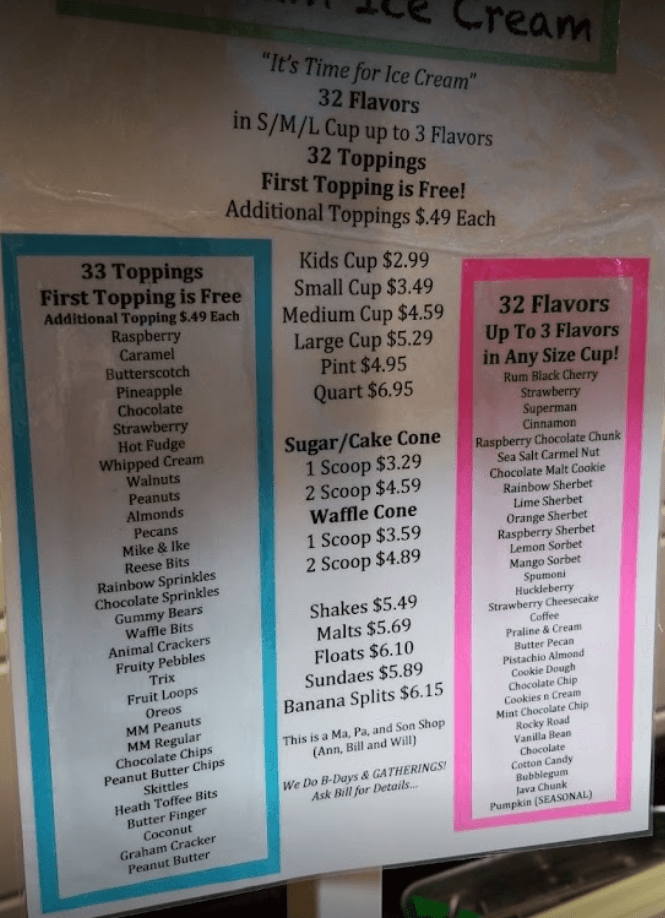 Ice Cream
"It's Time for Ice Cream"
32 Flavors
in S/M/L Cup up to 3 Flavors
32 Toppings
First Topping is Free!
Additional Toppings $.49 Each
33 Toppings
First Topping is Free
Additional Topping $.49 Each
Raspberry
Caramel
Butterscotch
Pineapple
Chocolate
Strawberry
Hot Fudge
Whipped Cream
Walnuts
Peanuts
Almonds
Pecans
Mike & Ike
Reese Bits
Rainbow Sprinkles
Chocolate Sprinkles
Gummy Bears
Waffle Bits
Animal Crackers
Fruity Pebbles
Trix
Fruit Loops
Oreos
MM Peanuts
MM Regular
Chocolate Chips
Peanut Butter Chips
Skittles
Heath Toffee Bits
Butter Finger
Coconut
Graham Cracker
Peanut Butter
Kids Cup $2.99
Small Cup $3.49
Medium Cup $4.59
Large Cup $5.29
Pint $4.95
Quart $6.95
Sugar/Cake Cone
1 Scoop $3.29
2 Scoop $4.59
Waffle Cone
1 Scoop $3.59
2 Scoop $4.89
Shakes $5.49
Malts $5.69
Floats $6.10
Sundaes $5.89
Banana Splits $6.15
This is a Ma, Pa, and Son Shop
(Ann, Bill and Will)
We Do B-Days & GATHERINGS!
Ask Bill for Details...
32 Flavors
Up To 3 Flavors
in Any Size Cup!
Rum Black Cherry
Strawberry
Superman
Cinnamon
Raspberry Chocolate Chunk
Sea Salt Carmel Nut
Chocolate Malt Cookie
Rainbow Sherbet
Lime Sherbet
Orange Sherbet
Raspberry Sherbet
Lemon Sorbet
Mango Sorbet
Spumoni
Huckleberry
Strawberry Cheesecake
Coffee
Praline & Cream
Butter Pecan
Pistachio Almond
Cookie Dough
Chocolate Chip
Cookies n Cream
Mint Chocolate Chip
Rocky Road
Vanilla Bean
Chocolate
Cotton Candy
Bubblegum
Java Chunk
Pumpkin (SEASONAL)